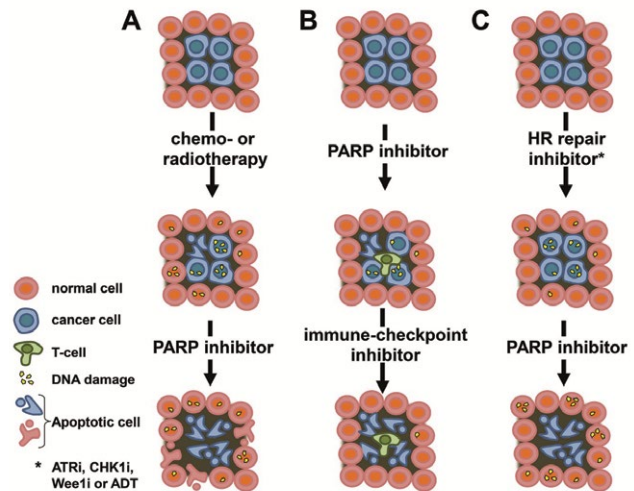 A
B
C
chemo- or
radiotherapy
PARP inhibitor
HR repair
inhibitor*
PARP inhibitor
immune-checkpoint
inhibitor
PARP inhibitor
normal cell
cancer cell
T-cell
DNA damage
Apoptotic cell
* ATRi, CHK1i,
Wee1i or ADT